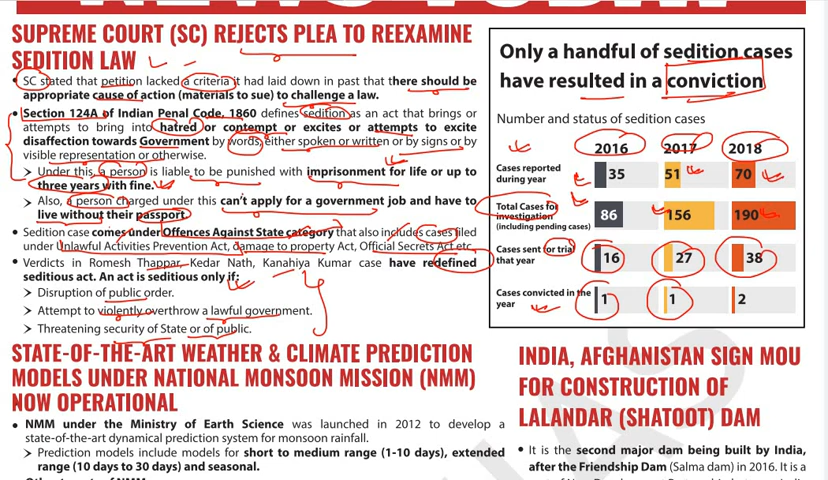 NEWS TODAY
SUPREME COURT (SC) REJECTS PLEA TO REEXAMINE
SEDITION LAW
• SC stated that petition lacked a criteria it had laid down in past that there should be
appropriate cause of action (materials to sue) to challenge a law.
• Section 124A of Indian Penal Code, 1860 defines sedition as an act that brings or
attempts to bring into hatred or contempt or excites or attempts to excite
disaffection towards Government by words, either spoken or written or by signs or by
visible representation or otherwise.
➢ Under this, a person is liable to be punished with imprisonment for life or up to
three years with fine.
➢ Also, a person charged under this can't apply for a government job and have to
live without their passport.
• Sedition case comes under Offences Against State category that also includes cases filed
under Unlawful Activities Prevention Act, damage to property Act, Official Secrets Act etc.
• Verdicts in Romesh Thappar, Kedar Nath, Kanahiya Kumar case have redefined
seditious act. An act is seditious only if:
➢ Disruption of public order.
➢ Attempt to violently overthrow a lawful government.
➢ Threatening security of State or of public.
Only a handful of sedition cases
have resulted in a conviction
Number and status of sedition cases
2016 2017 2018
Cases reported
during year
35 51 70
Total Cases for
investigation
(including pending cases)
86 156 190
Cases sent for trial
that year
16 27 38
Cases convicted in the
year
1 1 2
STATE-OF-THE-ART WEATHER & CLIMATE PREDICTION
MODELS UNDER NATIONAL MONSOON MISSION (NMM)
NOW OPERATIONAL
• NMM under the Ministry of Earth Science was launched in 2012 to develop a
state-of-the-art dynamical prediction system for monsoon rainfall.
➢ Prediction models include models for short to medium range (1-10 days), extended
range (10 days to 30 days) and seasonal.
INDIA, AFGHANISTAN SIGN MOU
FOR CONSTRUCTION OF
LALANDAR (SHATOOT) DAM
• It is the second major dam being built by India,
after the Friendship Dam (Salma dam) in 2016. It is a